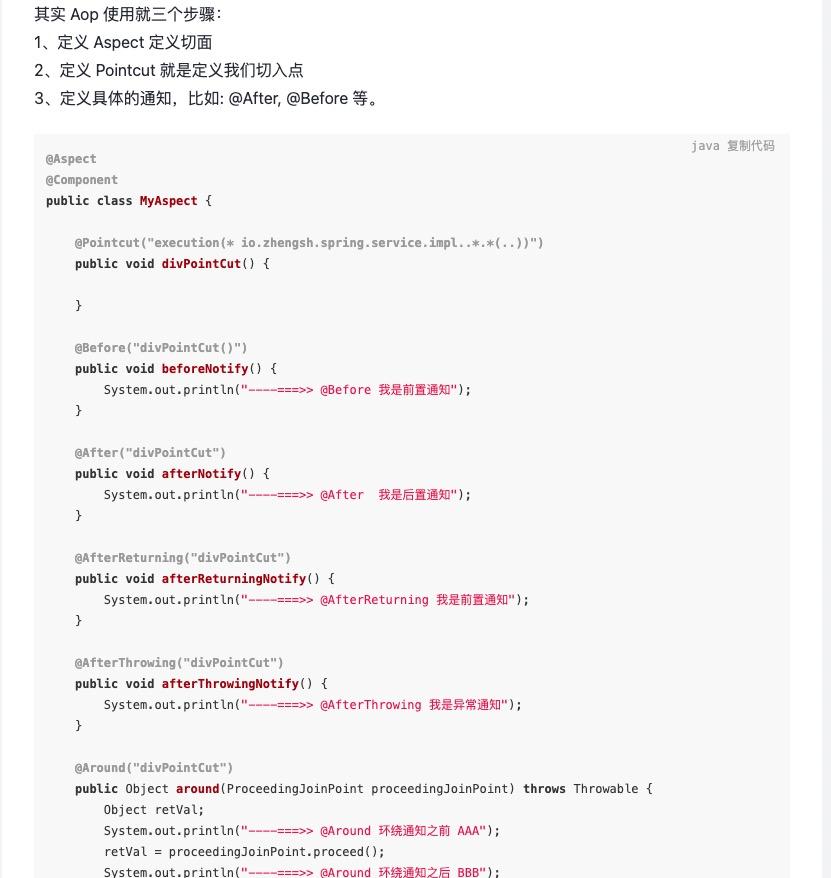 其实 Aop 使用就三个步骤：
1、定义 Aspect 定义切面
2、定义 Pointcut 就是定义我们切入点
3、定义具体的通知，比如: @After, @Before 等。
java 复制代码
@Aspect
@Component
public class MyAspect {
@Pointcut("execution(* io.zhengsh.spring.service.impl..*.*(..))")
public void divPointCut() {
}
@Before("divPointCut()")
public void beforeNotify() {
System.out.println("----===>> @Before 我是前置通知");
}
@After("divPointCut")
public void afterNotify() {
System.out.println("----===>> @After  我是后置通知");
}
@AfterReturning("divPointCut")
public void afterReturningNotify() {
System.out.println("----===>> @AfterReturning 我是前置通知");
}
@AfterThrowing("divPointCut")
public void afterThrowingNotify() {
System.out.println("----===>> @AfterThrowing 我是异常通知");
}
@Around("divPointCut")
public Object around(ProceedingJoinPoint proceedingJoinPoint) throws Throwable {
Object retVal;
System.out.println("----===>> @Around 环绕通知之前 AAA");
retVal = proceedingJoinPoint.proceed();
System.out.println("----===>> @Around 环绕通知之后 BBB");